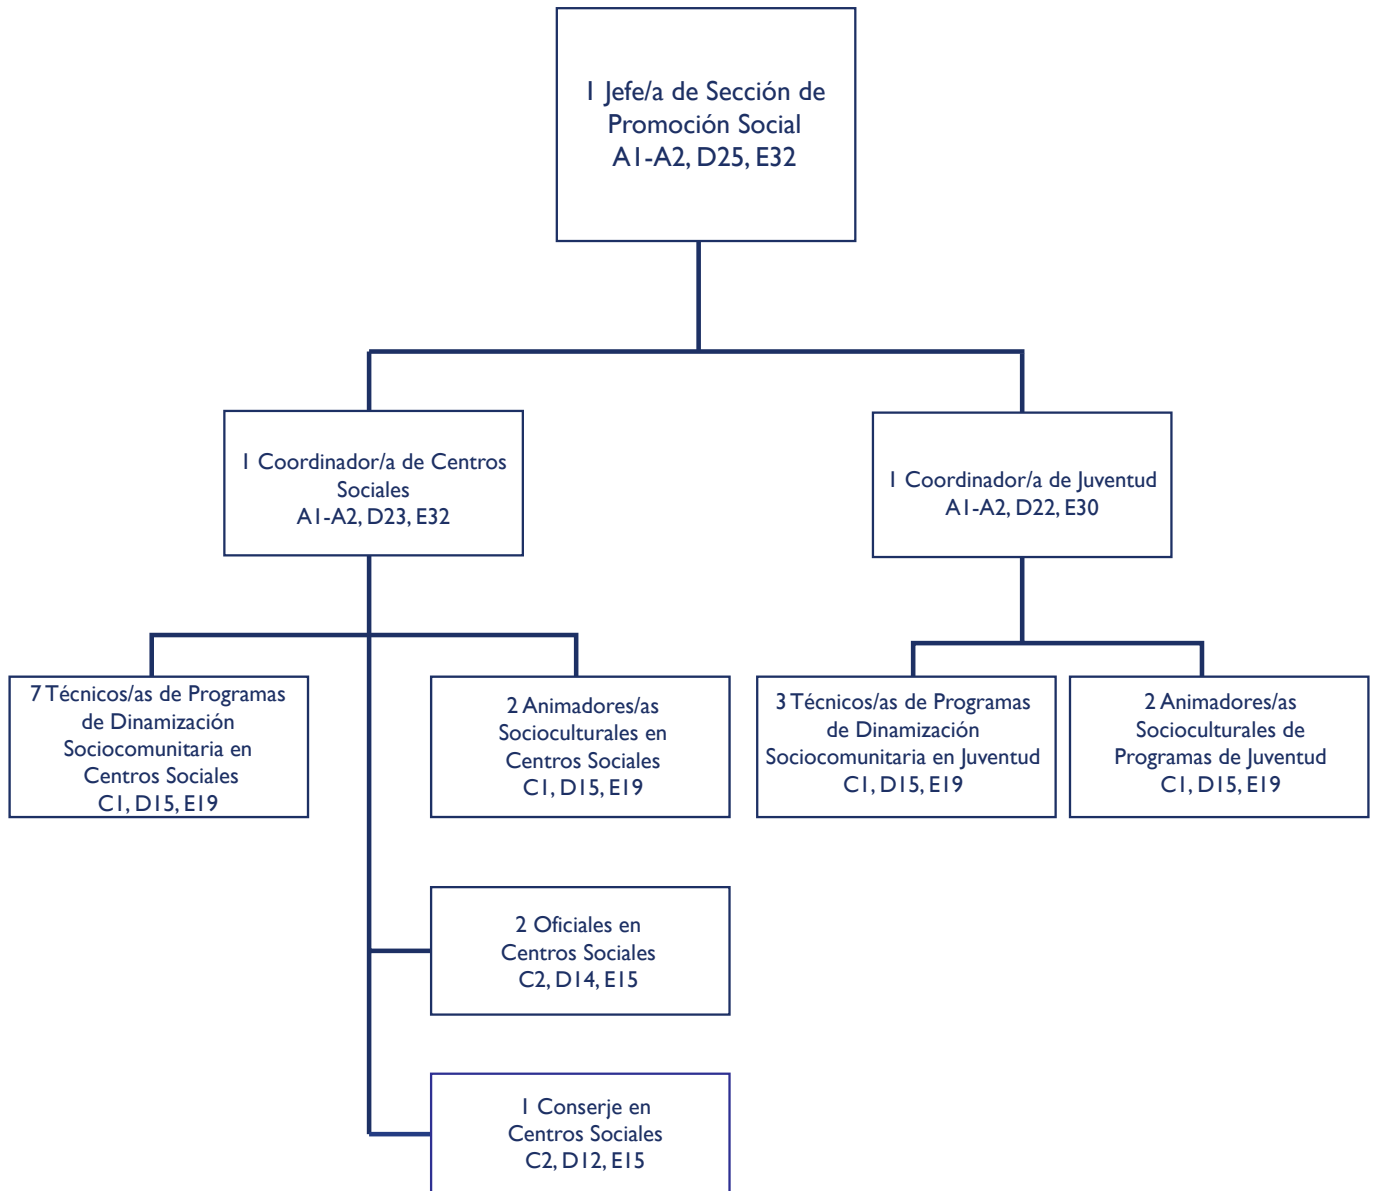 1 Jefe/a de Sección de
Promoción Social
A1-A2, D25, E32
1 Coordinador/a de Centros
Sociales
A1-A2, D23, E32
1 Coordinador/a de Juventud
A1-A2, D22, E30
7 Técnicos/as de Programas
de Dinamización
Sociocomunitaria en
Centros Sociales
C1, D15, E19
2 Animadores/as
Socioculturales en
Centros Sociales
C1, D15, E19
3 Técnicos/as de Programas
de Dinamización
Sociocomunitaria en Juventud
C1, D15, E19
2 Animadores/as
Socioculturales de
Programas de Juventud
C1, D15, E19
2 Oficiales en
Centros Sociales
C2, D14, E15
1 Conserje en
Centros Sociales
C2, D12, E15